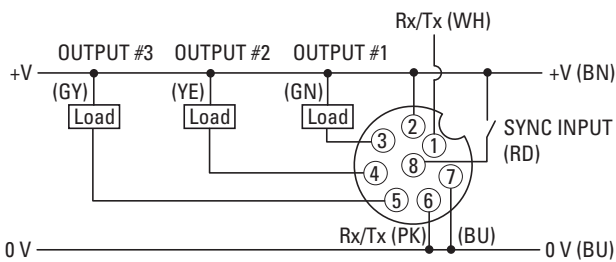 Rx/Tx (WH)
OUTPUT #3 OUTPUT #2 OUTPUT #1
+V +V (BN)
(GY) (YE) (GN)
Load Load Load
2
3 1
SYNC INPUT
(RD)
8
4 7
5 6
Rx/Tx (PK) (BU)
0 V 0 V (BU)